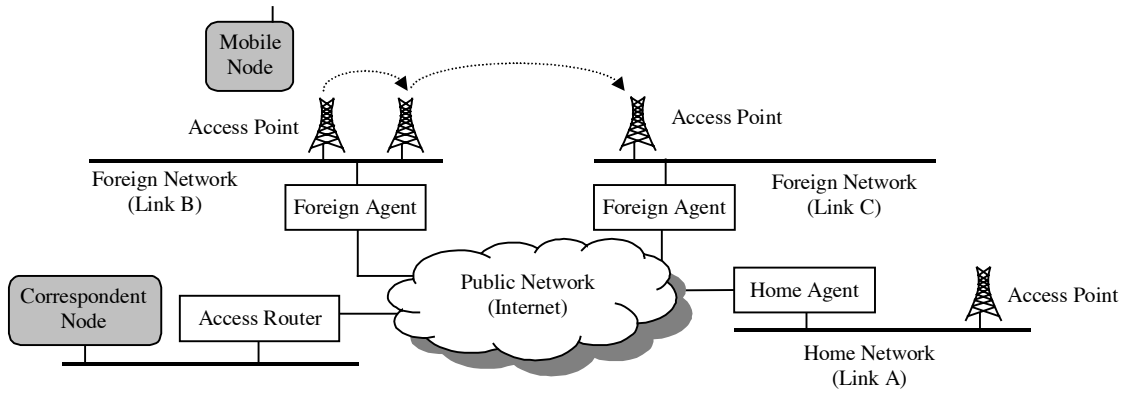 Mobile
Node
Access Point
Access Point
Foreign Network
(Link B)
Foreign Agent
Foreign Agent
Foreign Network
(Link C)
Correspondent
Node
Access Router
Public Network
(Internet)
Home Agent
Access Point
Home Network
(Link A)